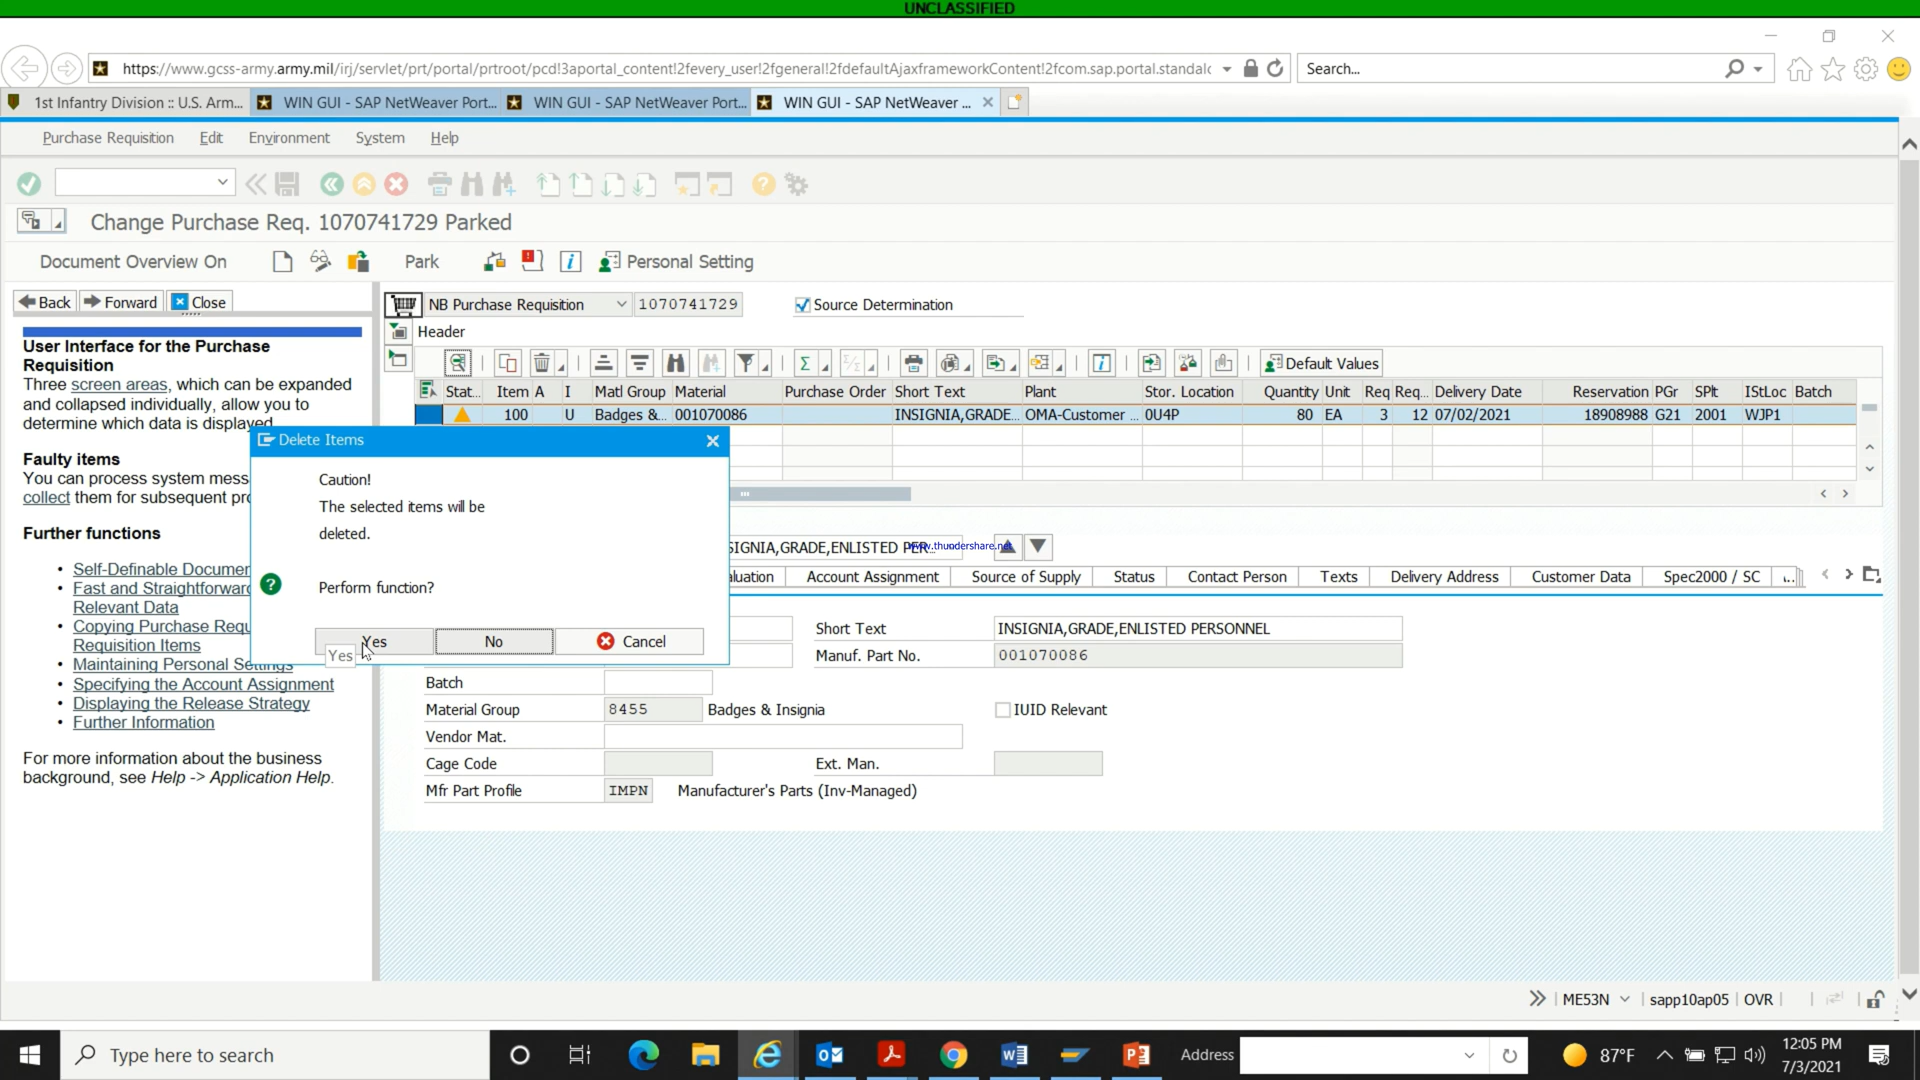 UNCLASSIFIED
https://www.gcss-army.army.mil/irj/servlet/prt/portal/prtroot/pcd!3aportal_content!2fevery_user!2fgeneral!2fdefaultAjaxframeworkContent!2fcom.sap.portal.standalc
Search...
1st Infantry Division :: U.S. Arm...
WIN GUI - SAP NetWeaver Port...
WIN GUI - SAP NetWeaver Port...
WIN GUI - SAP NetWeaver ...
Purchase Requisition Edit Environment System Help
Change Purchase Req. 1070741729 Parked
Document Overview On Park Personal Setting
Back Forward Close
NB Purchase Requisition 1070741729 Source Determination
Header
User Interface for the Purchase
Requisition
Three screen areas, which can be expanded
and collapsed individually, allow you to
determine which data is displayed
Faulty items
You can process system mess
collect them for subsequent pro
Further functions
• Self-Definable Documen
• Fast and Straightforward
Relevant Data
• Copying Purchase Requ
Requisition Items
• Maintaining Personal Settings
• Specifying the Account Assignment
• Displaying the Release Strategy
• Further Information
For more information about the business
background, see Help -> Application Help.
Default Values
Stat... Item A I Matl Group Material Purchase Order Short Text Plant Stor. Location Quantity Unit Req Req... Delivery Date Reservation PGr SPlt IStLoc Batch
100 U Badges &... 001070086 INSIGNIA,GRADE... OMA-Customer ... 0U4P 80 EA 3 12 07/02/2021 18908988 G21 2001 WJP1
Delete Items
Caution!
The selected items will be
deleted.
Perform function?
Yes No Cancel
Yes
SIGNIA,GRADE,ENLISTED PER...
www.thundershare.net
luation Account Assignment Source of Supply Status Contact Person Texts Delivery Address Customer Data Spec2000 / SC
Short Text INSIGNIA,GRADE,ENLISTED PERSONNEL
Manuf. Part No. 001070086
Batch
Material Group 8455 Badges & Insignia IUID Relevant
Vendor Mat.
Cage Code Ext. Man.
Mfr Part Profile IMPN Manufacturer's Parts (Inv-Managed)
ME53N sapp10ap05 OVR
Type here to search
Address
87°F
12:05 PM
7/3/2021